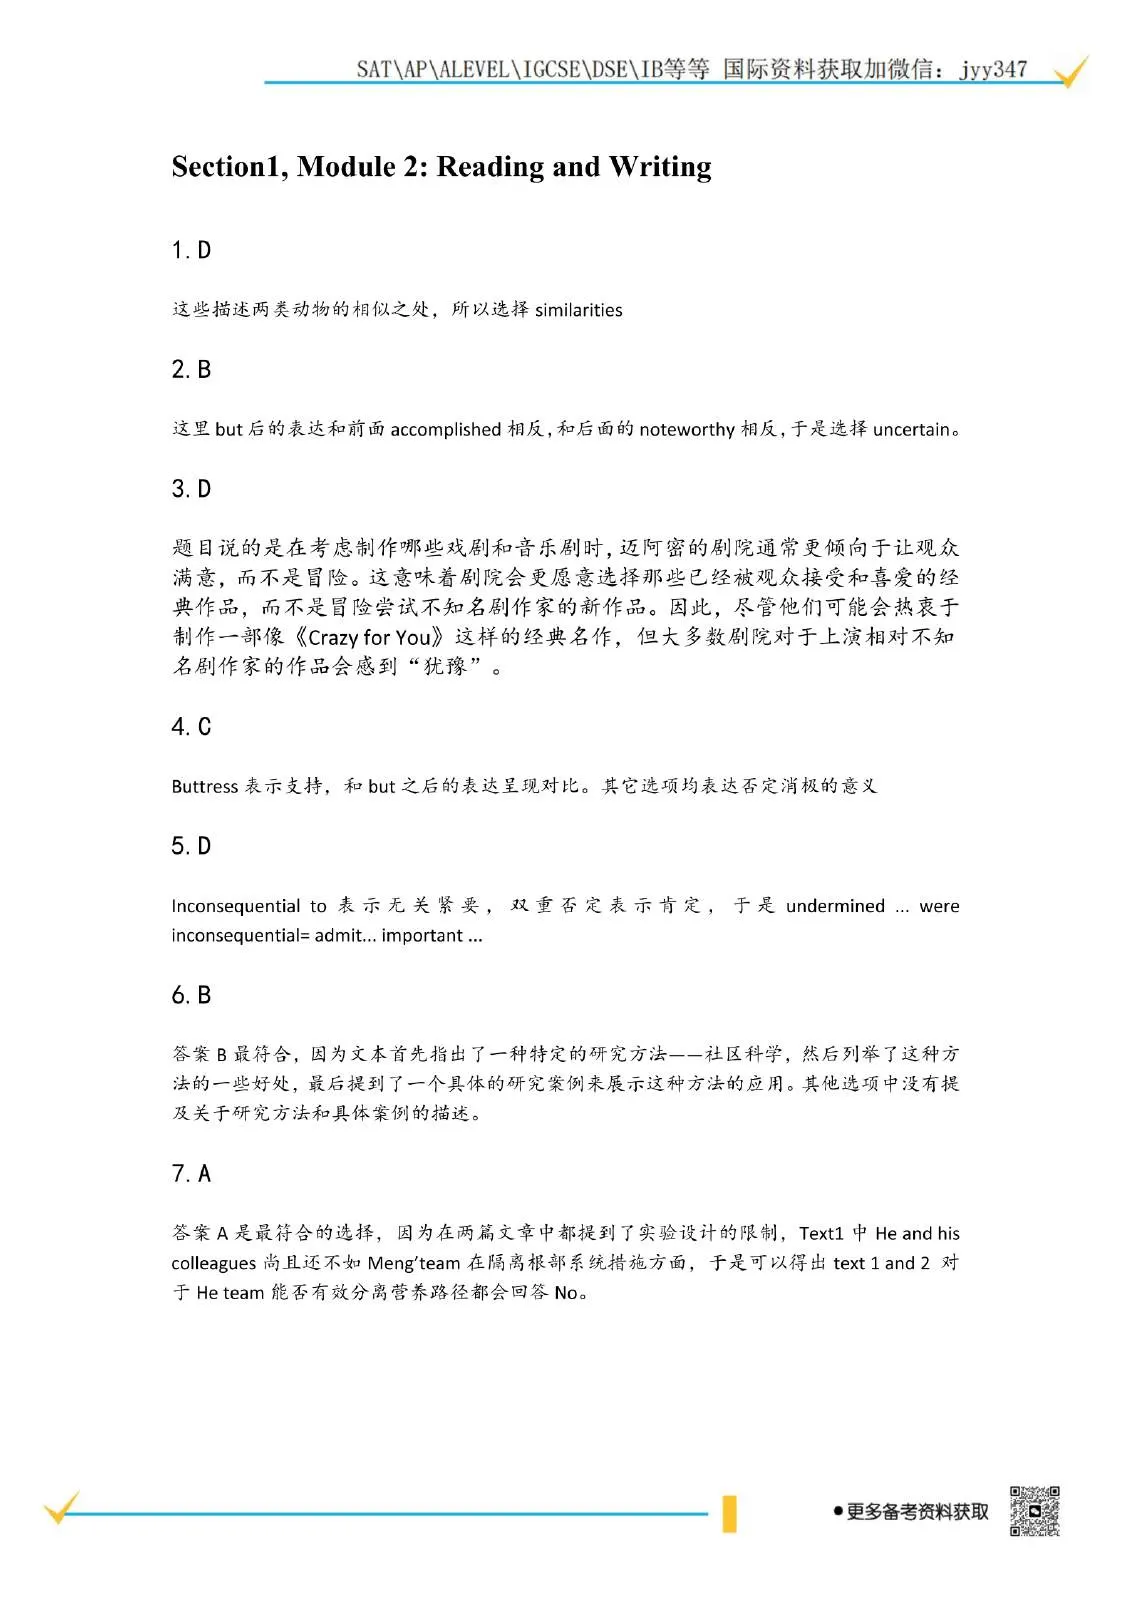 SAT\AP\ALEVEL\IGCSE\DSE\IB等等 国际资料获取加微信：jyy347
Section1, Module 2: Reading and Writing
1. D
这些描述两类动物的相似之处，所以选择 similarities
2. B
这里 but 后的表达和前面 accomplished 相反，和后面的 noteworthy 相反，于是选择 uncertain。
3. D
题目说的是在考虑制作哪些戏剧和音乐剧时，迈阿密的剧院通常更倾向于让观众
满意，而不是冒险。这意味着剧院会更愿意选择那些已经被观众接受和喜爱的经
典作品，而不是冒险尝试不知名剧作家的新作品。因此，尽管他们可能会热衷于
制作一部像《Crazy for You》这样的经典名作，但大多数剧院对于上演相对不知
名剧作家的作品会感到“犹豫”。
4. C
Buttress 表示支持，和 but 之后的表达呈现对比。其它选项均表达否定消极的意义
5. D
Inconsequential to 表示无关紧要，双重否定表示肯定，于是 undermined ... were
inconsequential= admit... important ...
6. B
答案 B 最符合，因为文本首先指出了一种特定的研究方法——社区科学，然后列举了这种方
法的一些好处，最后提到了一个具体的研究案例来展示这种方法的应用。其他选项中没有提
及关于研究方法和具体案例的描述。
7. A
答案 A 是最符合的选择，因为在两篇文章中都提到了实验设计的限制，Text1 中 He and his
colleagues 尚且还不如 Meng’team 在隔离根部系统措施方面，于是可以得出 text 1 and 2 对
于 He team 能否有效分离营养路径都会回答 No。
●更多备考资料获取